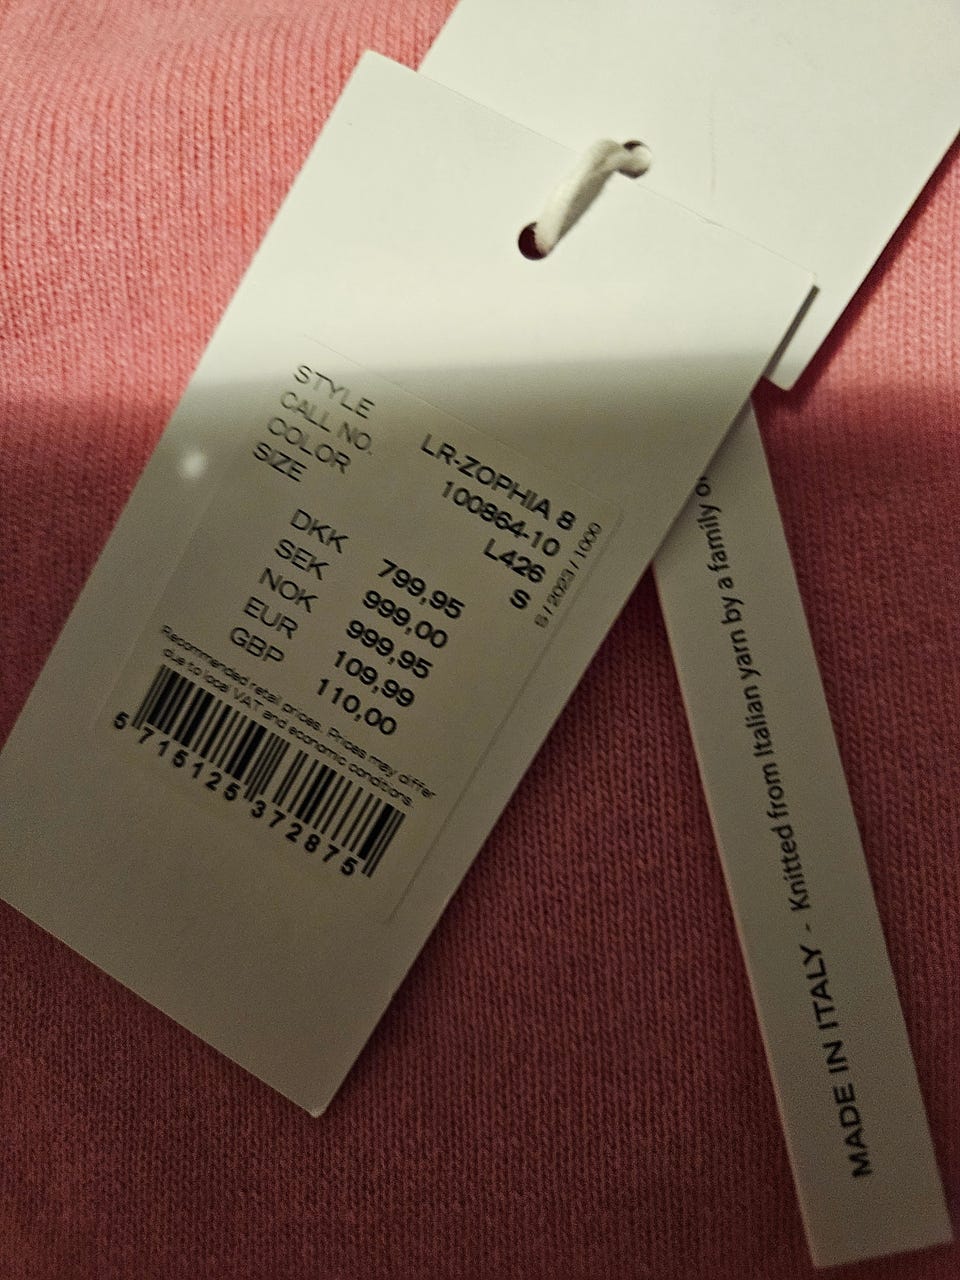 STYLE LR-ZOPHIA 8
CALL NO. 100864-10
COLOR L426
SIZE S
S / 2023 / 1000
DKK 799,95
SEK 999,00
NOK 999,95
EUR 109,99
GBP 110,00
Recommended retail prices. Prices may differ
due to local VAT and economic conditions.
5 715125 372875
MADE IN ITALY - Knitted from Italian yarn by a family